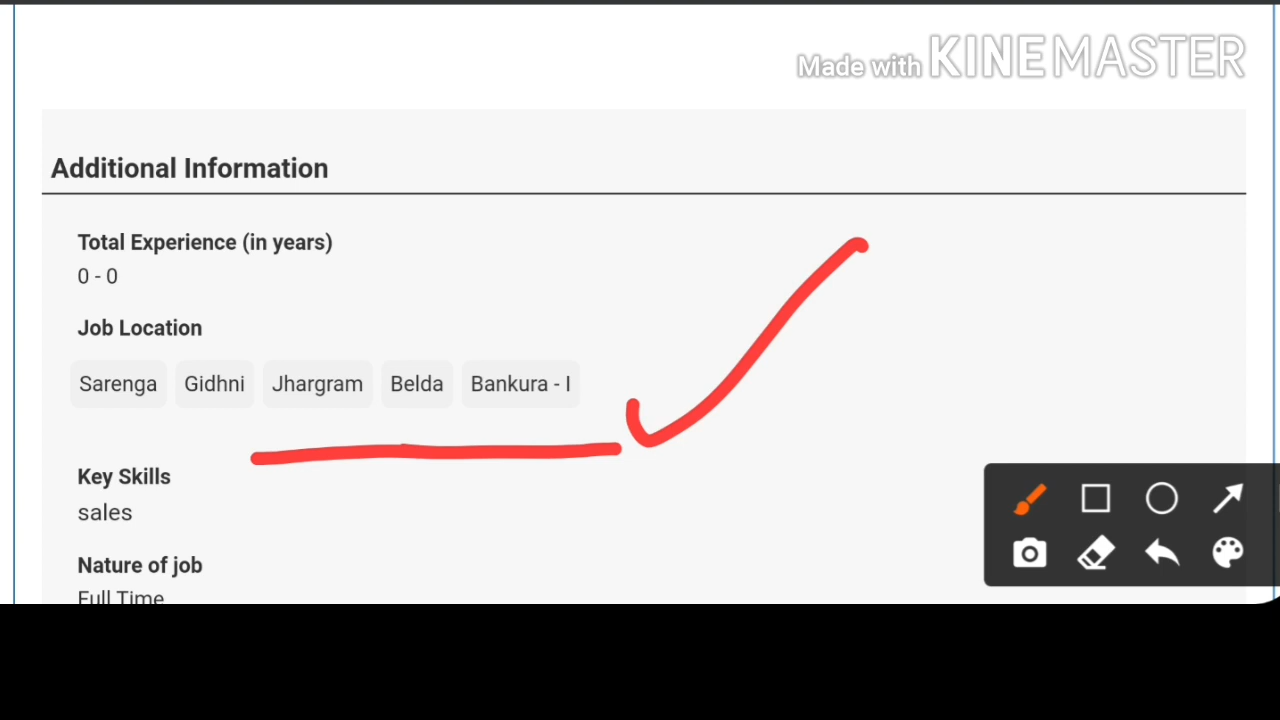 Made with KINEMASTER
Additional Information
Total Experience (in years)
0 - 0
Job Location
Sarenga Gidhni Jhargram Belda Bankura - I
Key Skills
sales
Nature of job
Full Time